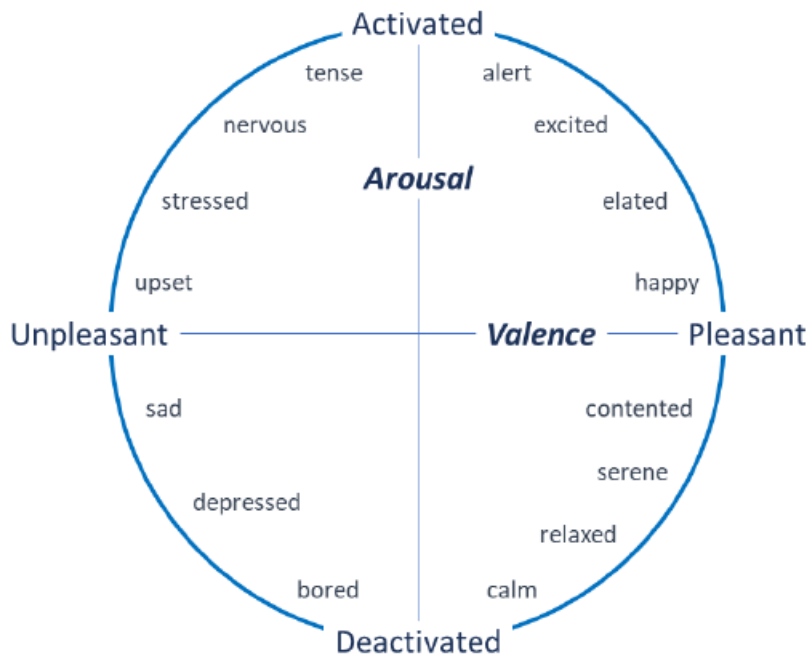 Activated
tense
alert
nervous
excited
Arousal
stressed
elated
upset
happy
Unpleasant
Valence
Pleasant
sad
contented
serene
depressed
relaxed
bored
calm
Deactivated